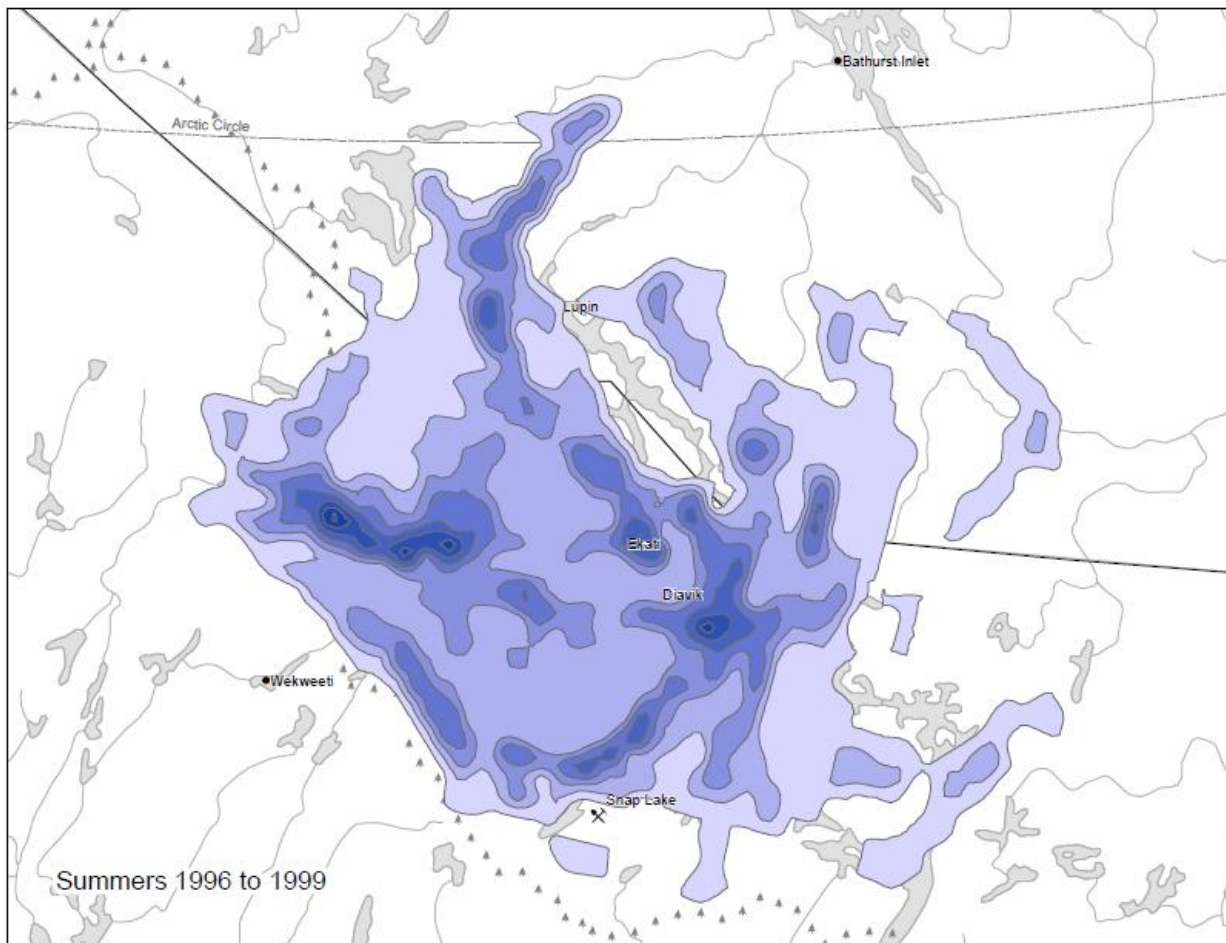 Bathurst Inlet
Arctic Circle
Lupin
Ekati
Diavik
Wekweeti
Snap Lake
Summers 1996 to 1999